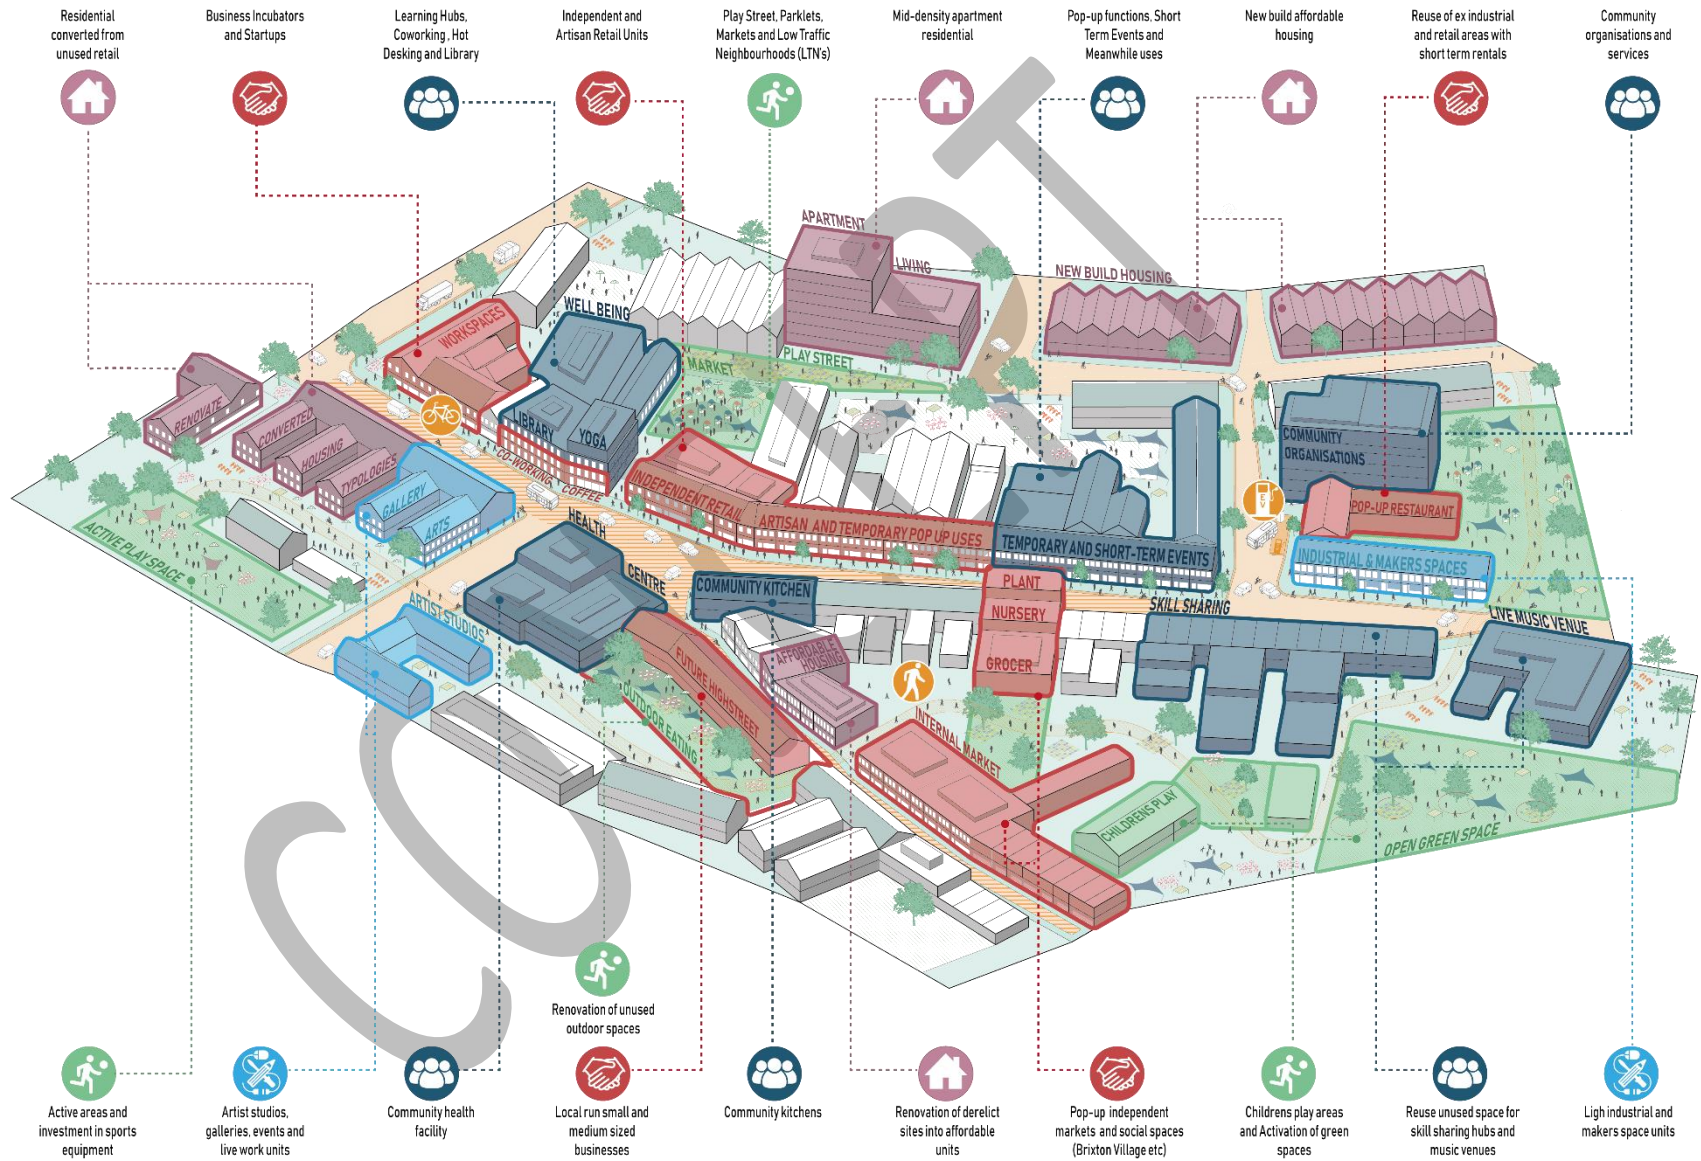 Residential
converted from
unused retail
Business Incubators
and Startups
Learning Hubs,
Coworking , Hot
Desking and Library
Independent and
Artisan Retail Units
Play Street, Parklets,
Markets and Low Traffic
Neighbourhoods (LTN's)
Mid-density apartment
residential
Pop-up functions, Short
Term Events and
Meanwhile uses
New build affordable
housing
Reuse of ex industrial
and retail areas with
short term rentals
Community
organisations and
services
APARTMENT
LIVING
NEW BUILD HOUSING
WELL BEING
WORKSPACES
MARKET
PLAY STREET
RENOVATE
CONVERTED
HOUSING
TYPOLOGIES
LIBRARY
YOGA
CO-WORKING
COFFEE
COMMUNITY
ORGANISATIONS
GALLERY
ARTS
INDEPENDENT RETAIL
ARTISAN AND TEMPORARY POP UP USES
TEMPORARY AND SHORT-TERM EVENTS
EV
POP-UP RESTAURANT
INDUSTRIAL & MAKERS SPACES
ACTIVE PLAY SPACE
HEALTH
CENTRE
COMMUNITY KITCHEN
PLANT
NURSERY
GROCER
SKILL SHARING
LIVE MUSIC VENUE
ARTIST STUDIOS
FUTURE HIGHSTREET
AFFORDABLE
HOUSING
OUTDOOR EATING
INTERNAL MARKET
CHILDRENS PLAY
OPEN GREEN SPACE
Renovation of unused
outdoor spaces
Active areas and
investment in sports
equipment
Artist studios,
galleries, events and
live work units
Community health
facility
Local run small and
medium sized
businesses
Community kitchens
Renovation of derelict
sites into affordable
units
Pop-up independent
markets and social spaces
(Brixton Village etc)
Childrens play areas
and Activation of green
spaces
Reuse unused space for
skill sharing hubs and
music venues
Ligh industrial and
makers space units